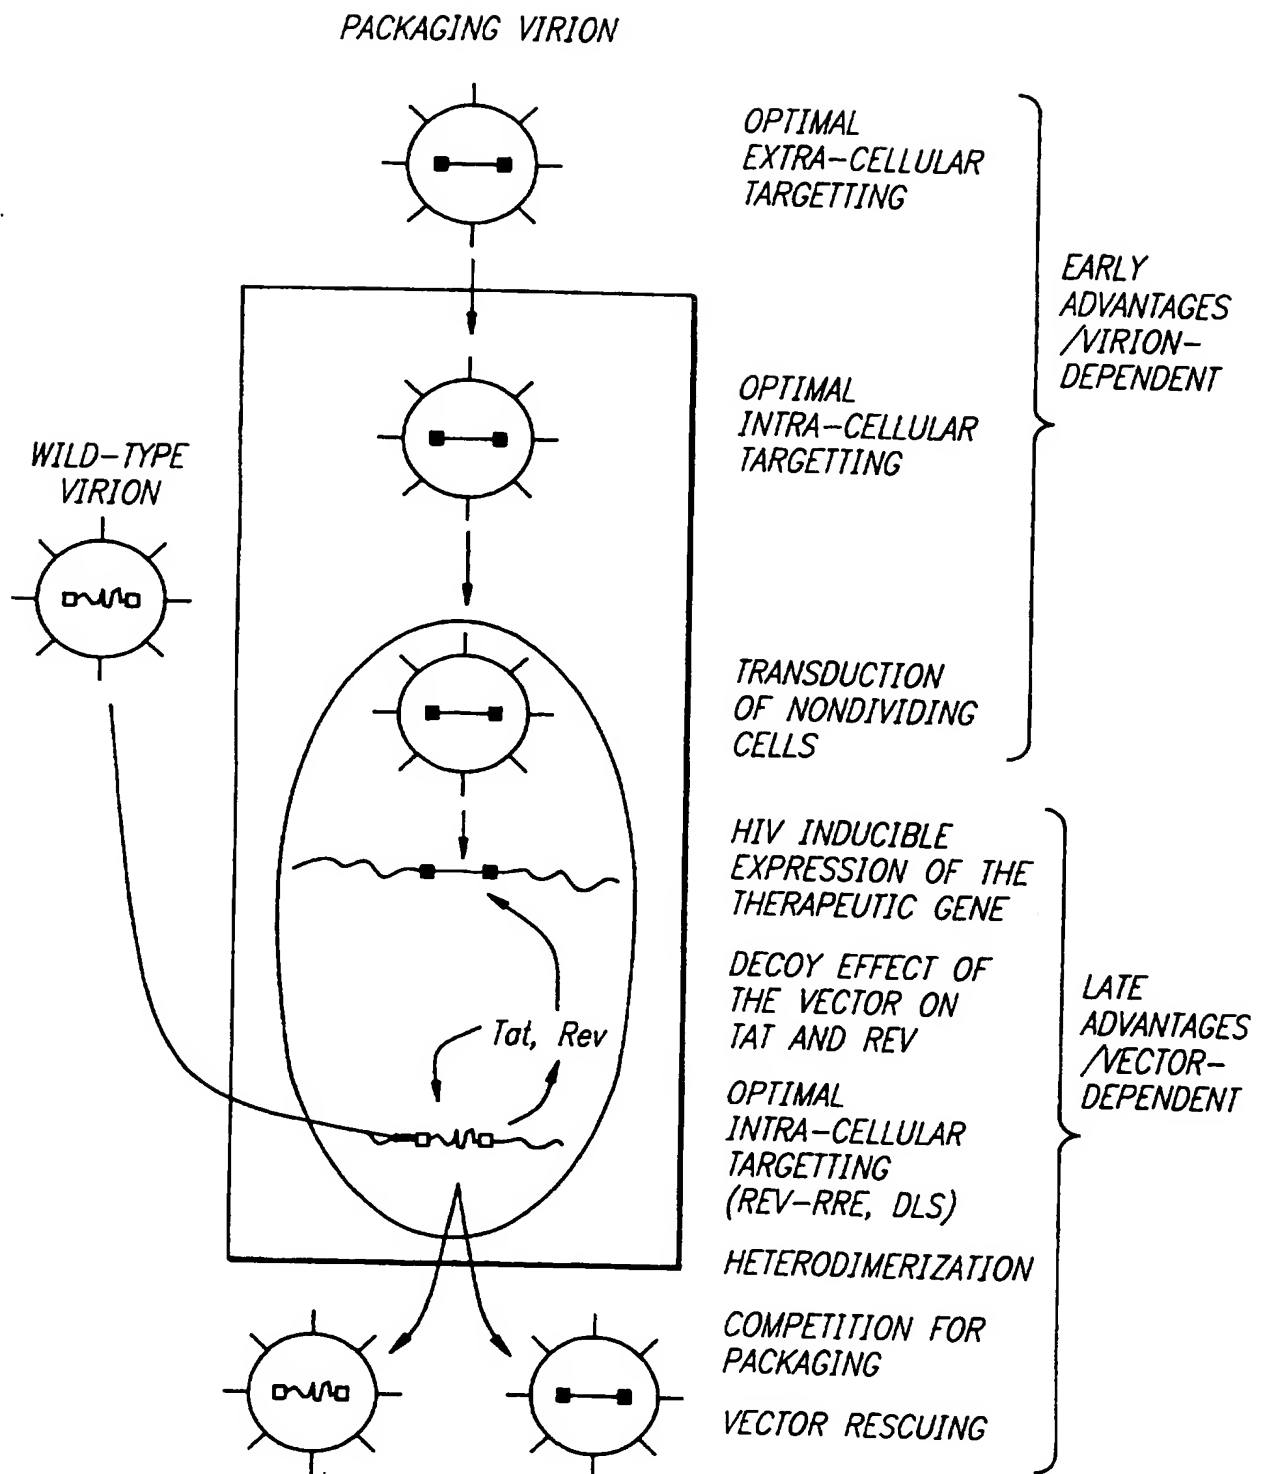 PACKAGING VIRION
OPTIMAL
EXTRA-CELLULAR
TARGETTING
EARLY
ADVANTAGES
/VIRION-
DEPENDENT
OPTIMAL
INTRA-CELLULAR
TARGETTING
WILD-TYPE
VIRION
TRANSDUCTION
OF NONDIVIDING
CELLS
HIV INDUCIBLE
EXPRESSION OF THE
THERAPEUTIC GENE
DECOY EFFECT OF
THE VECTOR ON
TAT AND REV
LATE
ADVANTAGES
/VECTOR-
DEPENDENT
Tat, Rev
OPTIMAL
INTRA-CELLULAR
TARGETTING
(REV-RRE, DLS)
HETERODIMERIZATION
COMPETITION FOR
PACKAGING
VECTOR RESCUING